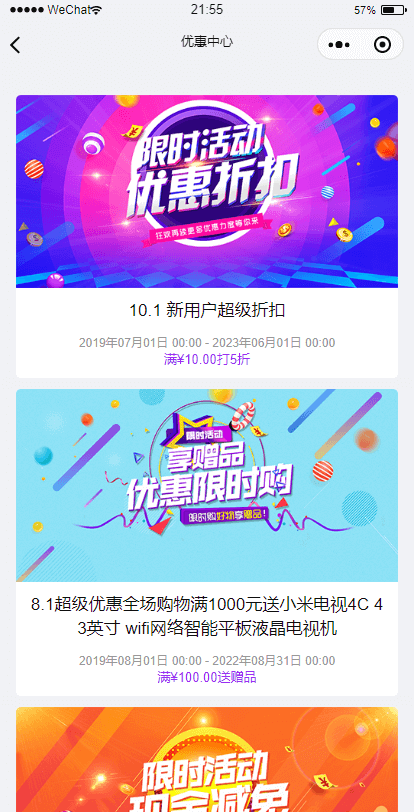 WeChat
21:55
57%
优惠中心
限时活动
优惠折扣
狂欢再续更多优惠力度等你来
10.1 新用户超级折扣
2019年07月01日 00:00 - 2023年06月01日 00:00
满¥10.00打5折
限时活动
享赠品
优惠限时购
限时购好物享赠品！
8.1超级优惠全场购物满1000元送小米电视4C 4
3英寸 wifi网络智能平板液晶电视机
2019年08月01日 00:00 - 2022年08月31日 00:00
满¥100.00送赠品
限时活动
现金减免